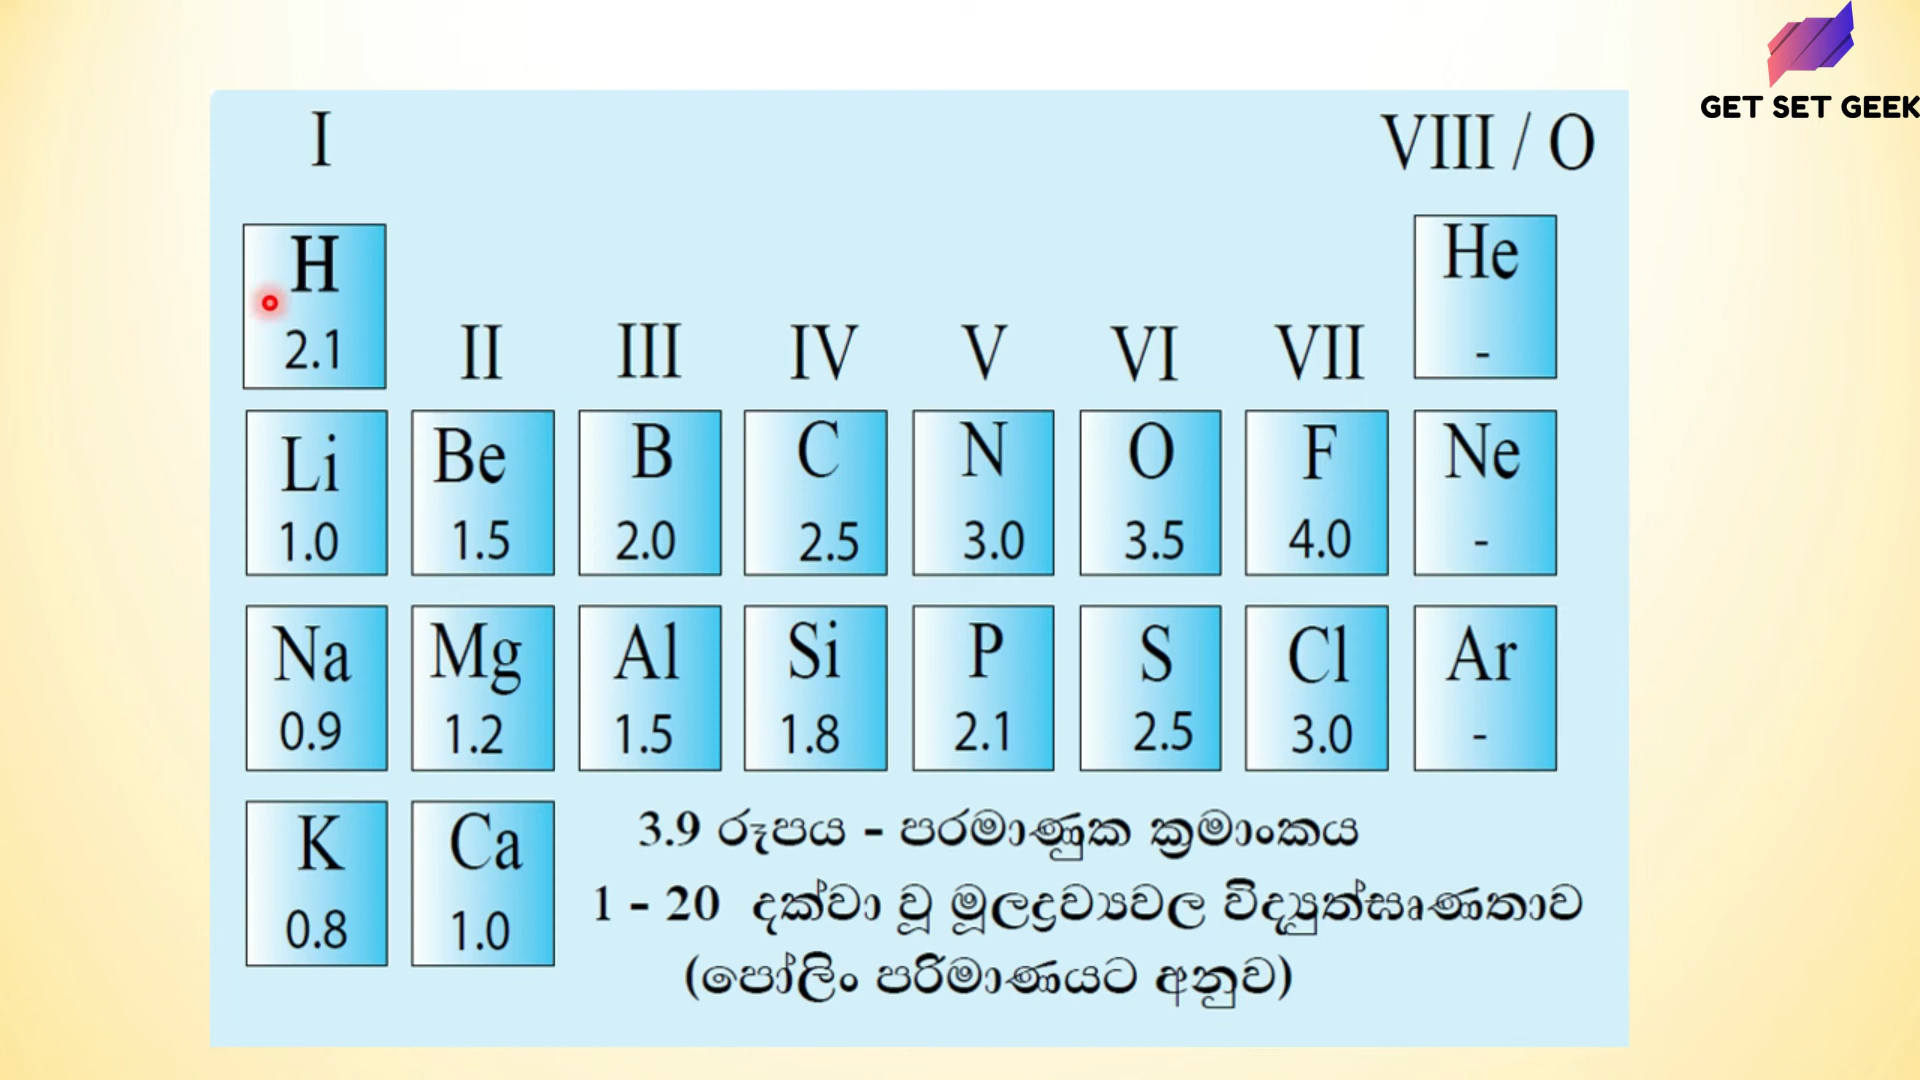 GET SET GEEK
I VIII / O
H He
2.1 -
II III IV V VI VII
Li Be B C N O F Ne
1.0 1.5 2.0 2.5 3.0 3.5 4.0 -
Na Mg Al Si P S Cl Ar
0.9 1.2 1.5 1.8 2.1 2.5 3.0 -
K Ca
0.8 1.0
3.9 රූපය - පරමාණුක ක්‍රමාංකය
1 - 20 දක්වා වූ මූලද්‍රව්‍යවල විද්‍යුත්සෘණතාව
(පෝලිං පරිමාණයට අනුව)